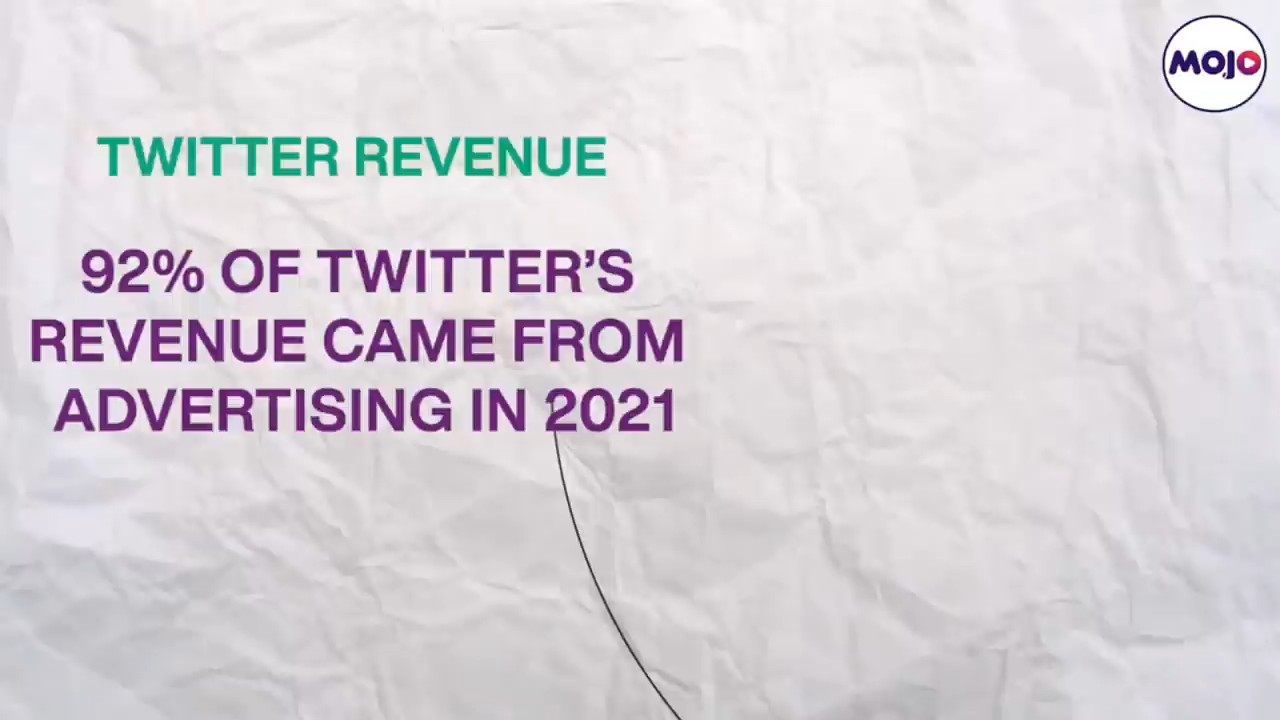 MOJO
TWITTER REVENUE
92% OF TWITTER’S
REVENUE CAME FROM
ADVERTISING IN 2021